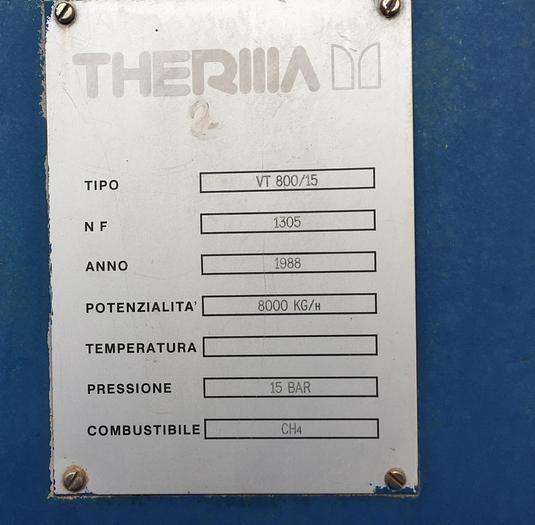 THERMA
2
TIPO VT 800/15
N F 1305
ANNO 1988
POTENZIALITA' 8000 KG/H
TEMPERATURA
PRESSIONE 15 BAR
COMBUSTIBILE CH₄